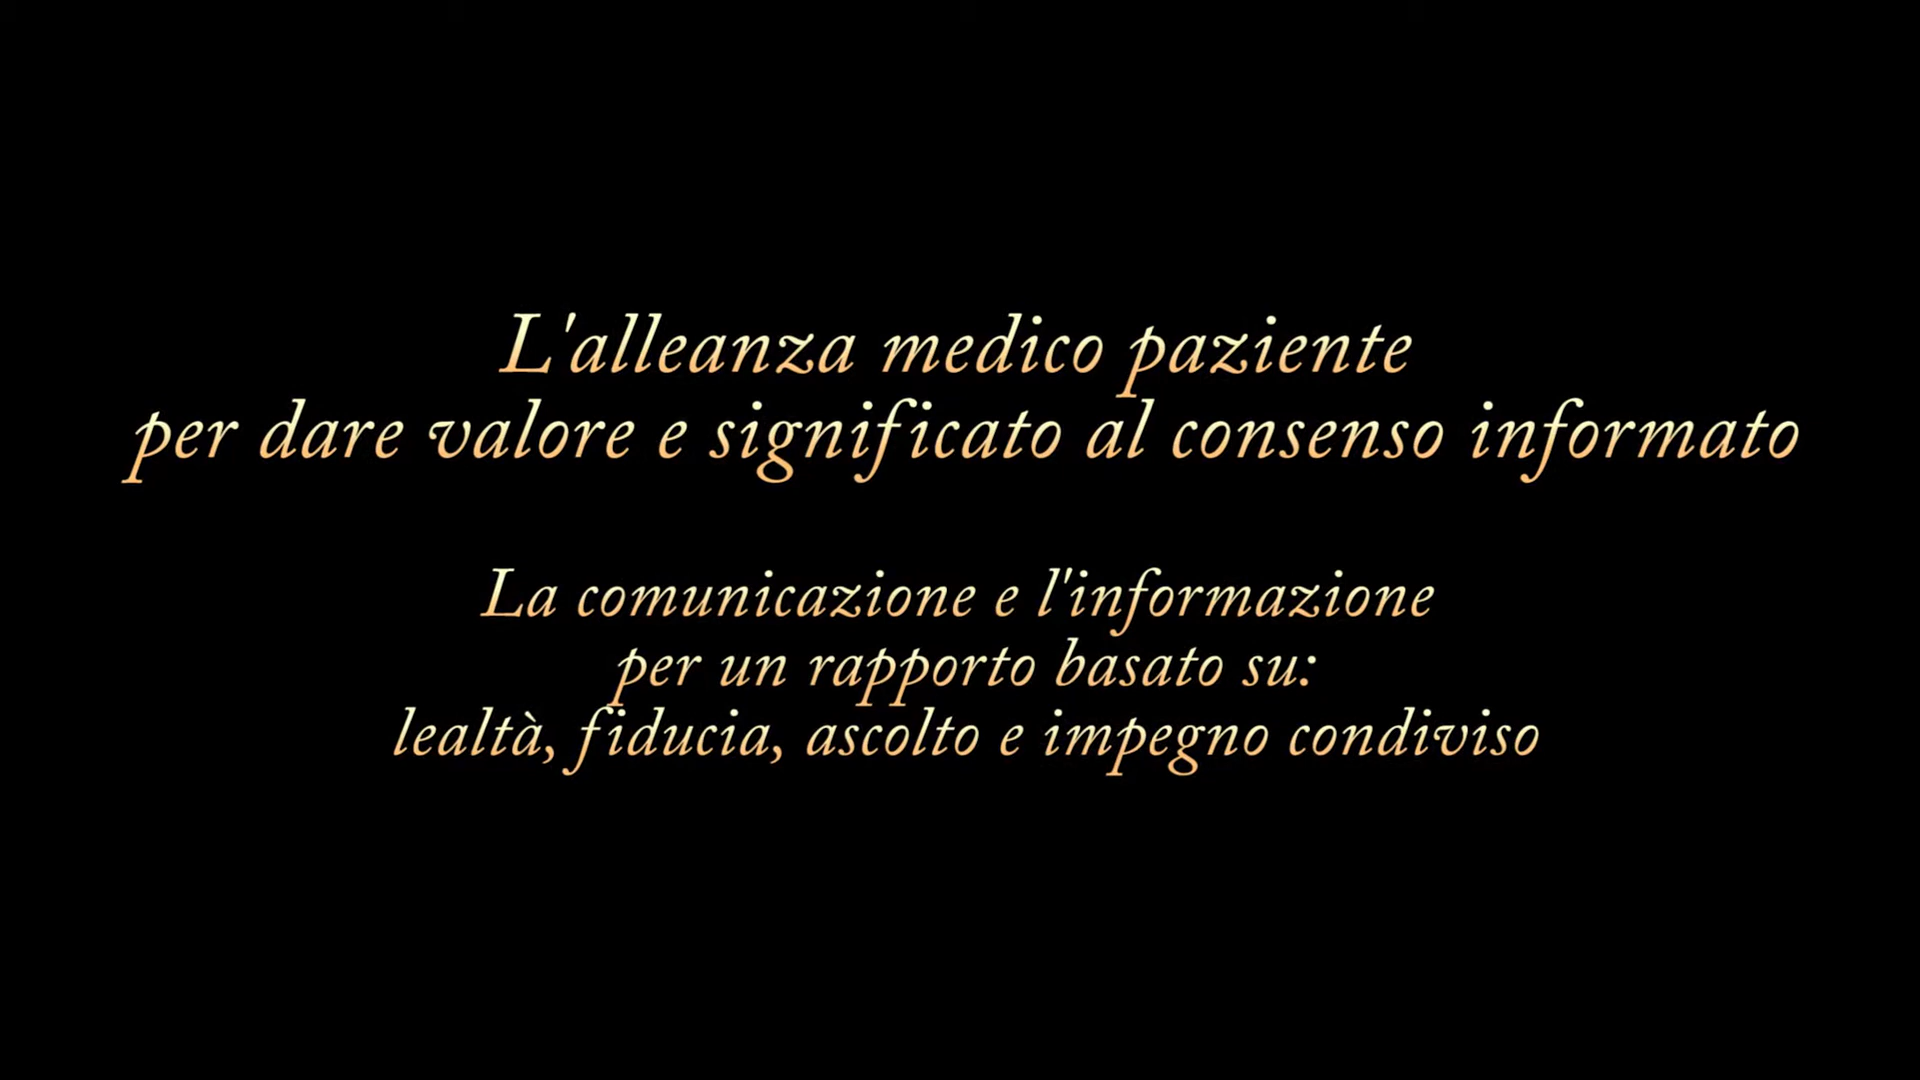 L'alleanza medico paziente
per dare valore e significato al consenso informato
La comunicazione e l'informazione
per un rapporto basato su:
lealtà, fiducia, ascolto e impegno condiviso